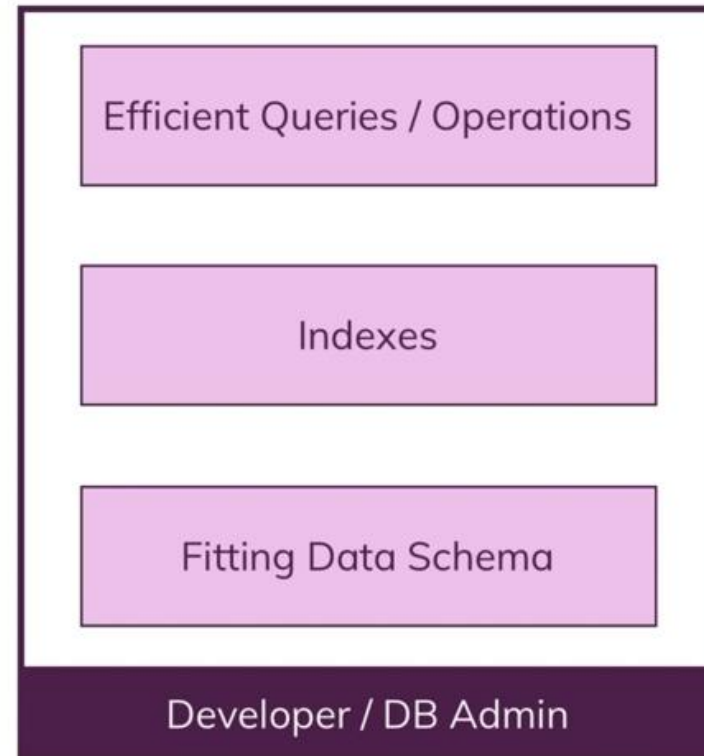 Efficient Queries / Operations
Indexes
Fitting Data Schema
Developer / DB Admin